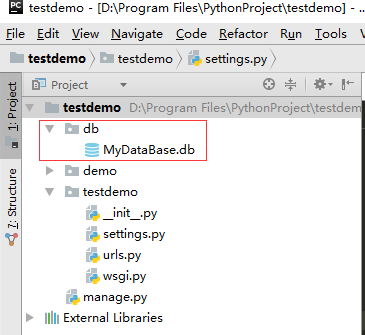 PC testdemo - [D:\Program Files\PythonProject\testdemo] - ...
File Edit View Navigate Code Refactor Run Tools
testdemo testdemo settings.py
1: Project
7: Structure
Project
testdemo D:\Program Files\PythonProject\testdem
db
MyDataBase.db
demo
testdemo
__init__.py
settings.py
urls.py
wsgi.py
manage.py
External Libraries